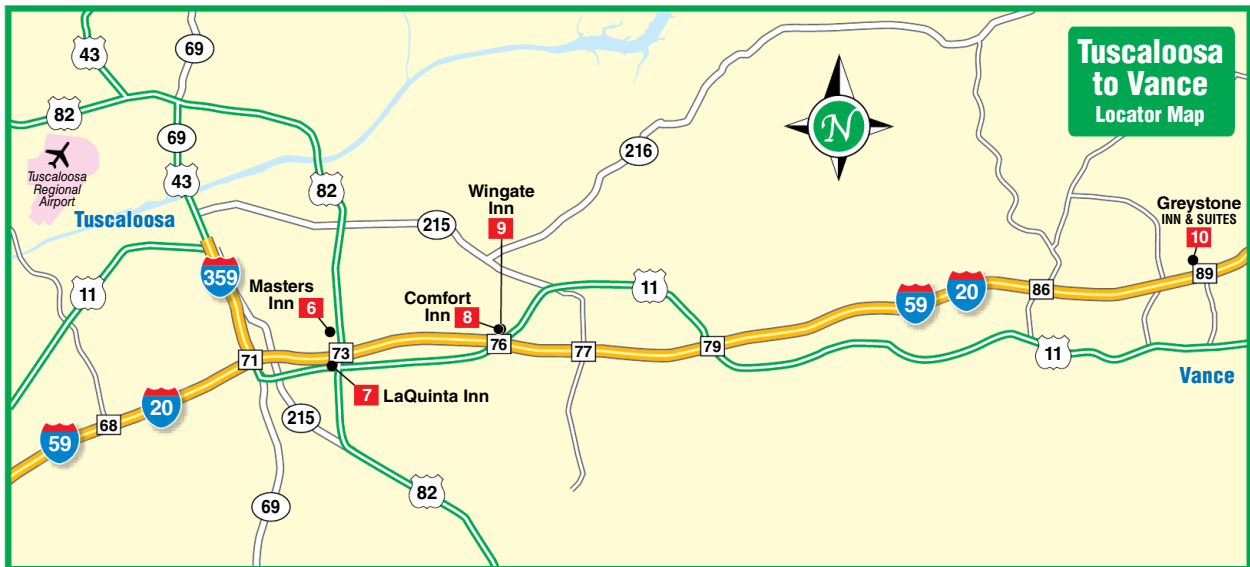 Tuscaloosa
to Vance
Locator Map
43
69
82
69
Tuscaloosa
Regional
Airport
43
82
216
N
Tuscaloosa
215
Wingate
Inn
9
Greystone
INN & SUITES
10
359
11
Masters
Inn
6
Comfort
Inn
8
11
59
20
86
89
71
73
76
77
79
11
7
LaQuinta Inn
Vance
20
68
59
215
82
69